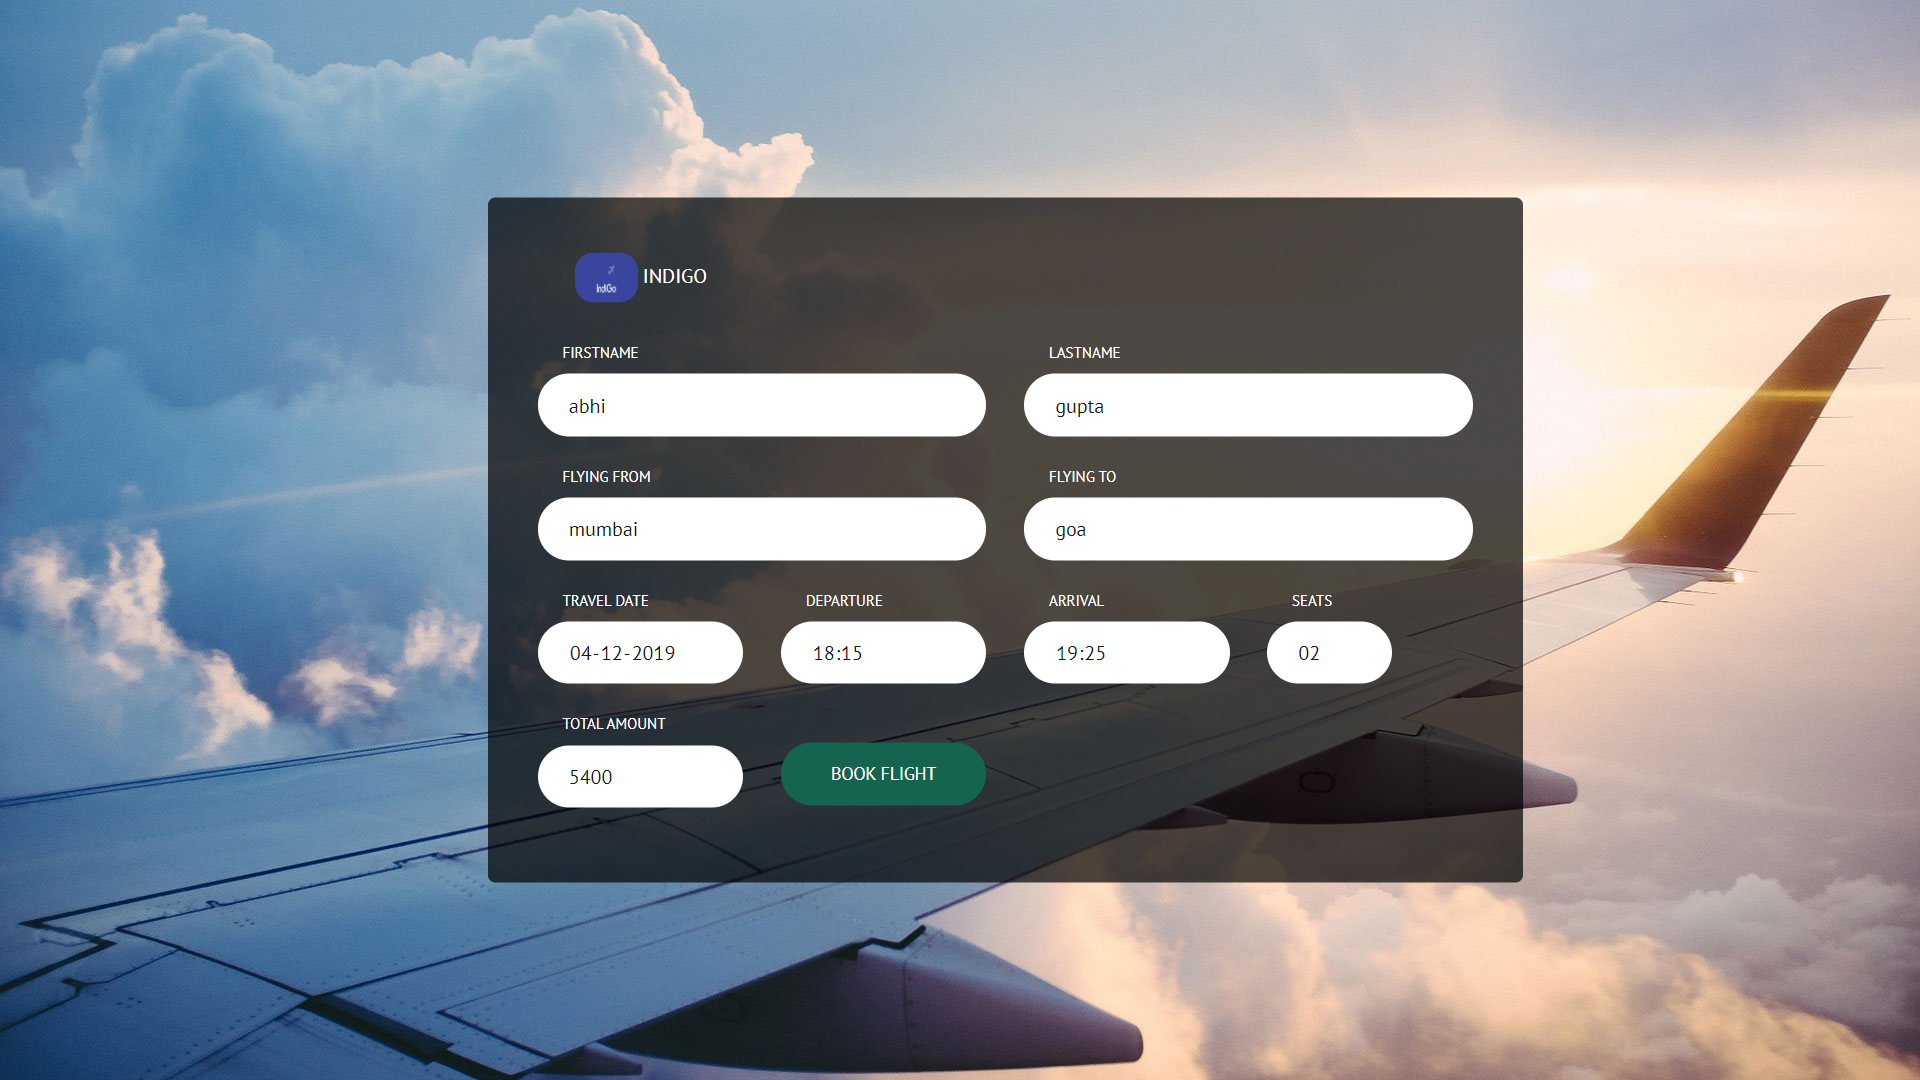 IndiGo
INDIGO
FIRSTNAME
LASTNAME
abhi
gupta
FLYING FROM
FLYING TO
mumbai
goa
TRAVEL DATE
DEPARTURE
ARRIVAL
SEATS
04-12-2019
18:15
19:25
02
TOTAL AMOUNT
5400
BOOK FLIGHT